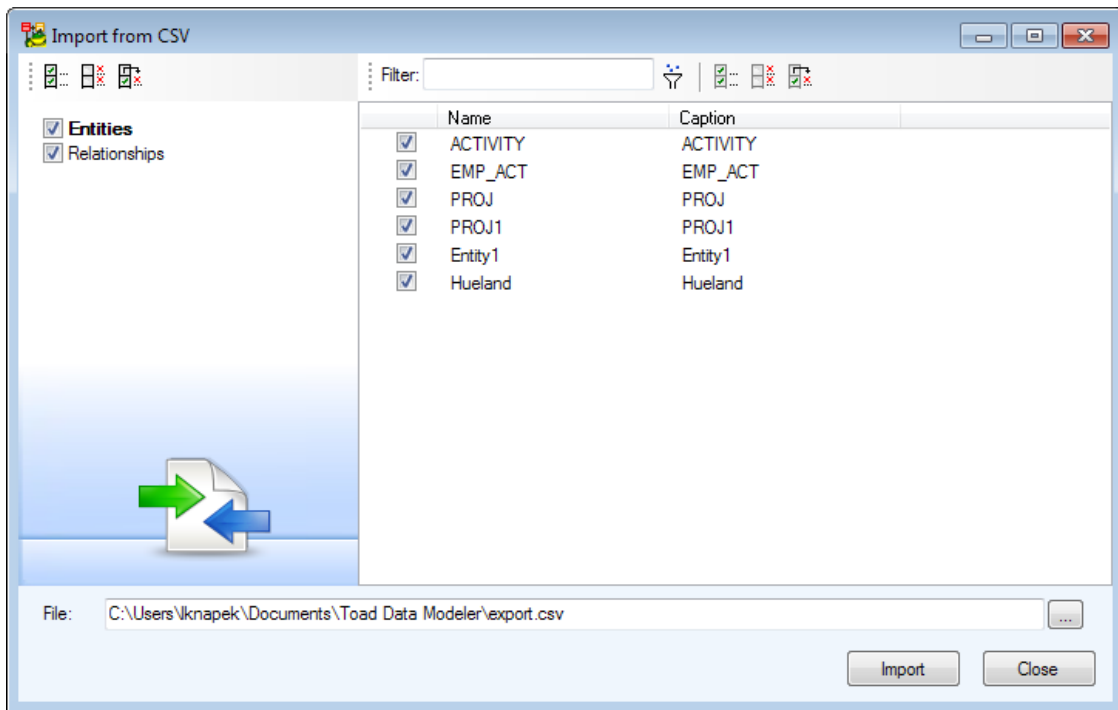 Import from CSV
Filter:
Entities
Relationships
Name Caption
ACTIVITY ACTIVITY
EMP_ACT EMP_ACT
PROJ PROJ
PROJ1 PROJ1
Entity1 Entity1
Hueland Hueland
File: C:\Users\lknapek\Documents\Toad Data Modeler\export.csv ...
Import Close